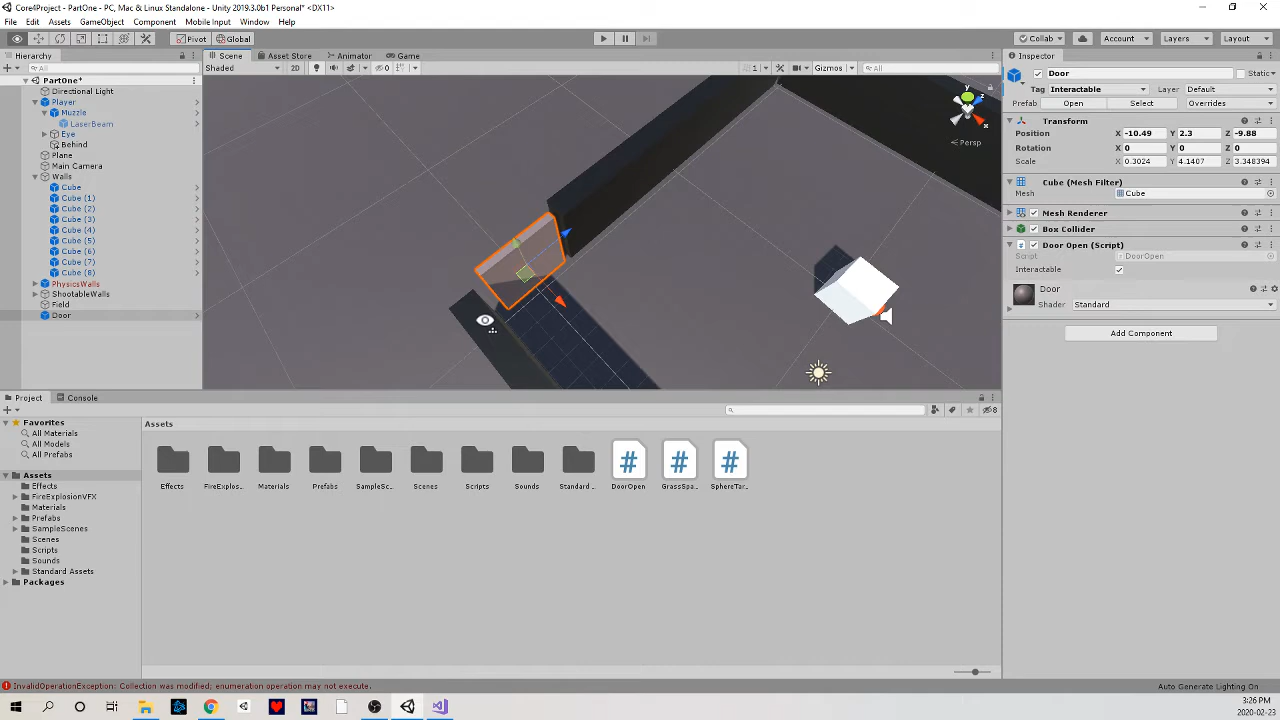 Core4Project - PartOne - PC, Mac & Linux Standalone - Unity 2019.3.0b1 Personal* <DX11>
File Edit Assets GameObject Component Mobile Input Window Help
Pivot Global Collab Account Layers Layout
Hierarchy Scene Asset Store Animator Game Inspector
All Shaded 2D 0 1 Gizmos All
PartOne*
Directional Light
Player
Muzzle
LaserBeam
Eye
Behind
Plane
Main Camera
Walls
Cube
Cube (1)
Cube (2)
Cube (3)
Cube (4)
Cube (5)
Cube (6)
Cube (7)
Cube (8)
PhysicsWalls
ShootableWalls
Field
Door
y
z
x
Persp
Door Static
Tag Interactable Layer Default
Prefab Open Select Overrides
Transform
Position X -10.49 Y 2.3 Z -9.88
Rotation X 0 Y 0 Z 0
Scale X 0.3024 Y 4.1407 Z 3.348394
Cube (Mesh Filter)
Mesh Cube
Mesh Renderer
Box Collider
Door Open (Script)
Script DoorOpen
Interactable
Door
Shader Standard
Add Component
Project Console
8
Favorites
All Materials
All Models
All Prefabs
Assets
Effects
FireExplosionVFX
Materials
Prefabs
SampleScenes
Scenes
Scripts
Sounds
Standard Assets
Packages
Assets
Effects FireExplos... Materials Prefabs SampleSc... Scenes Scripts Sounds Standard ... DoorOpen GrassSpa... SphereTar...
InvalidOperationException: Collection was modified; enumeration operation may not execute.
Auto Generate Lighting On
3:26 PM
2020-02-23